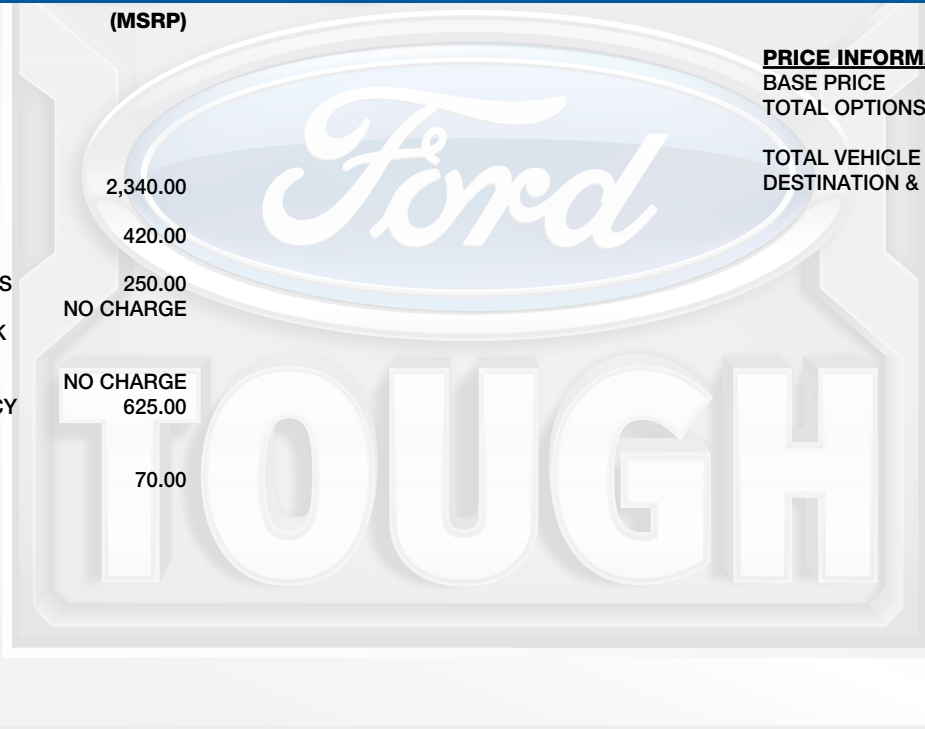 (MSRP)
PRICE INFORM
BASE PRICE
TOTAL OPTIONS
TOTAL VEHICLE
DESTINATION &
2,340.00
420.00
S 250.00
NO CHARGE
K
NO CHARGE
CY 625.00
70.00
Ford
TOUGH